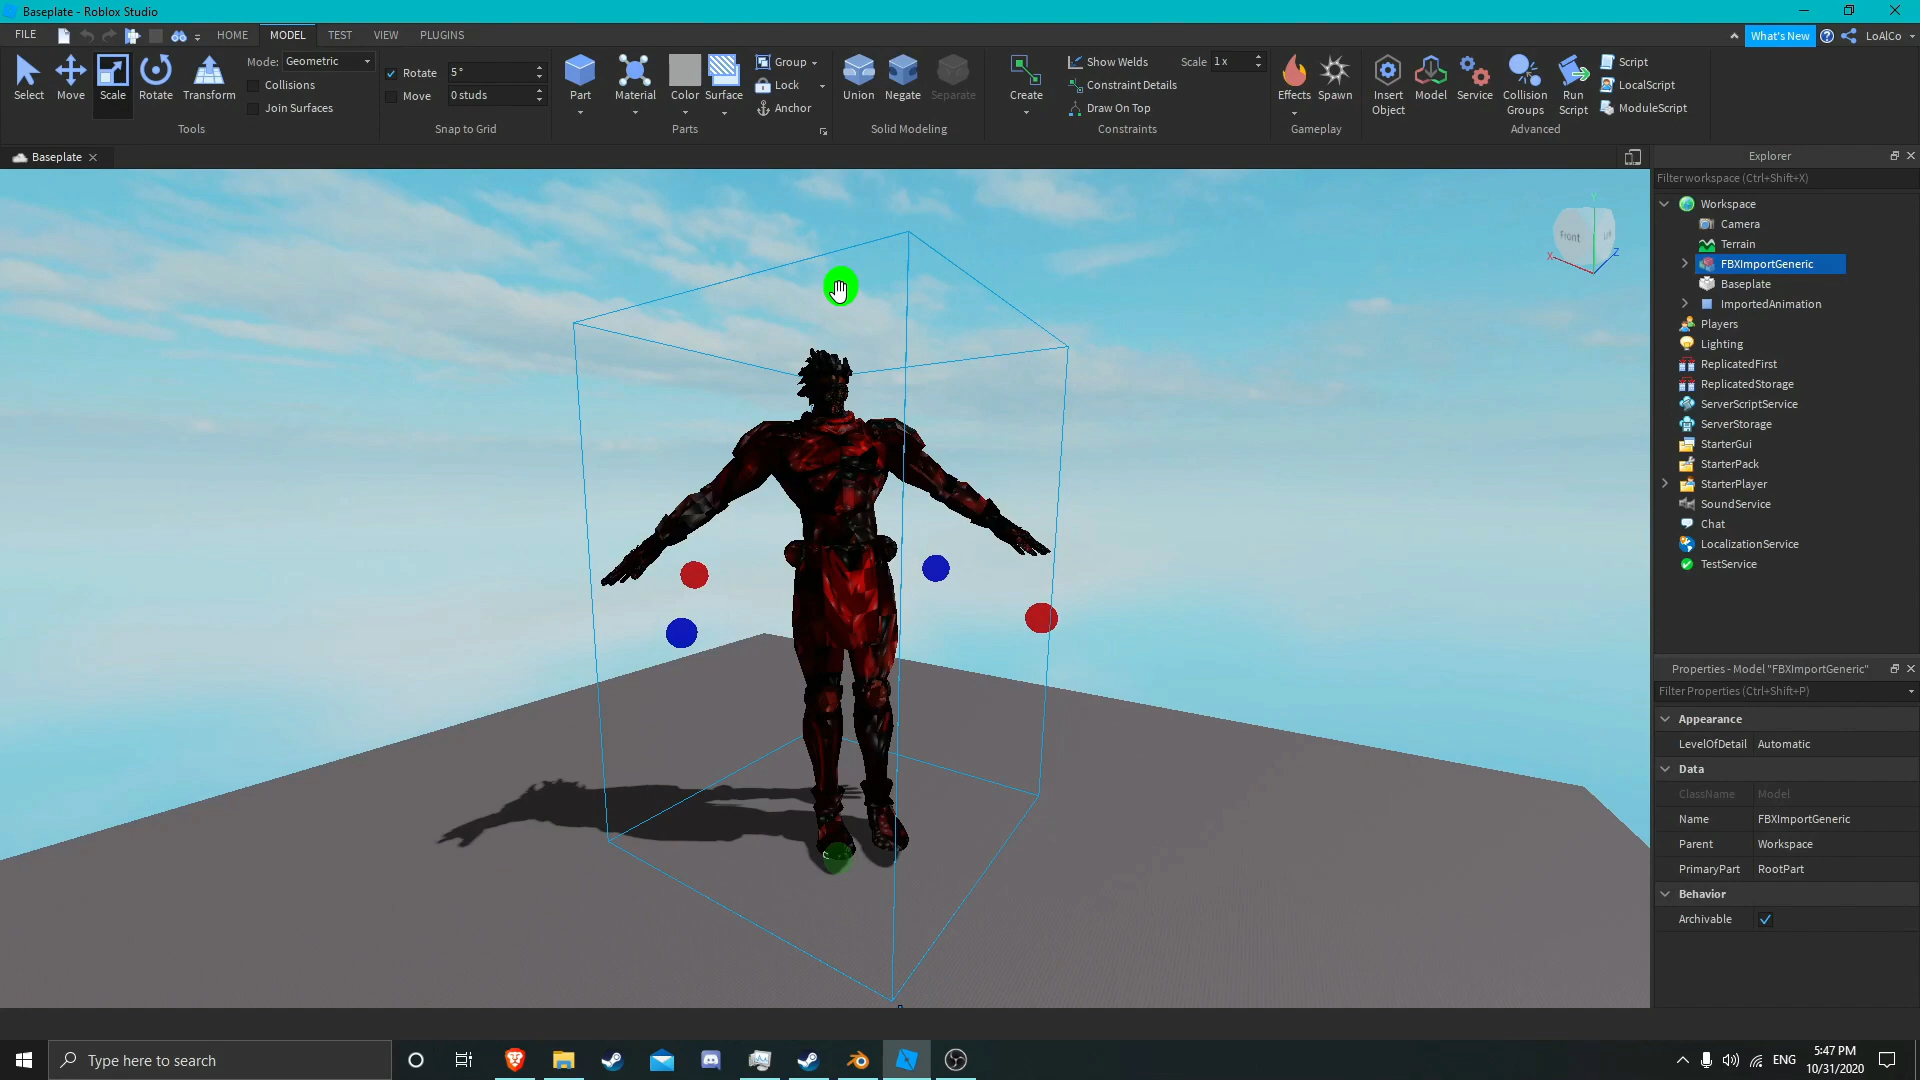 Baseplate - Roblox Studio
FILE HOME MODEL TEST VIEW PLUGINS What's New LoAlCo
Select Move Scale Rotate Transform
Mode: Geometric
Collisions
Join Surfaces
Tools
Rotate 5°
Move 0 studs
Snap to Grid
Part Material Color Surface
Group
Lock
Anchor
Parts
Union Negate Separate
Solid Modeling
Create
Show Welds Scale 1x
Constraint Details
Draw On Top
Constraints
Effects Spawn
Gameplay
Insert Object Model Service Collision Groups Run Script
Script
LocalScript
ModuleScript
Advanced
Baseplate
Front
X
Y
Z
Explorer
Filter workspace (Ctrl+Shift+X)
Workspace
Camera
Terrain
FBXImportGeneric
Baseplate
ImportedAnimation
Players
Lighting
ReplicatedFirst
ReplicatedStorage
ServerScriptService
ServerStorage
StarterGui
StarterPack
StarterPlayer
SoundService
Chat
LocalizationService
TestService
Properties - Model "FBXImportGeneric"
Filter Properties (Ctrl+Shift+P)
Appearance
LevelOfDetail Automatic
Data
ClassName Model
Name FBXImportGeneric
Parent Workspace
PrimaryPart RootPart
Behavior
Archivable
Type here to search
ENG
5:47 PM
10/31/2020